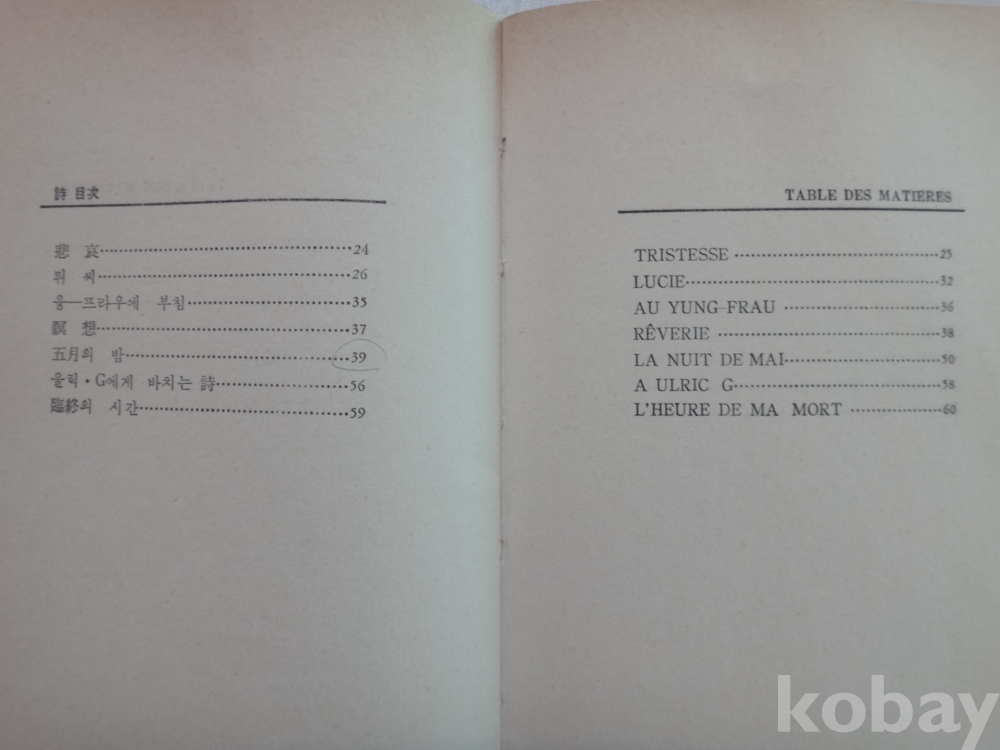 詩 目次
悲 哀 24
뤼 씨 26
융—프라우에 부침 35
瞑 想 37
五月의 밤 39
울릭·G에게 바치는 詩 56
臨終의 시간 59
TABLE DES MATIERES
TRISTESSE 25
LUCIE 32
AU YUNG-FRAU 36
RÊVERIE 38
LA NUIT DE MAI 50
A ULRIC G 58
L'HEURE DE MA MORT 60
kobay